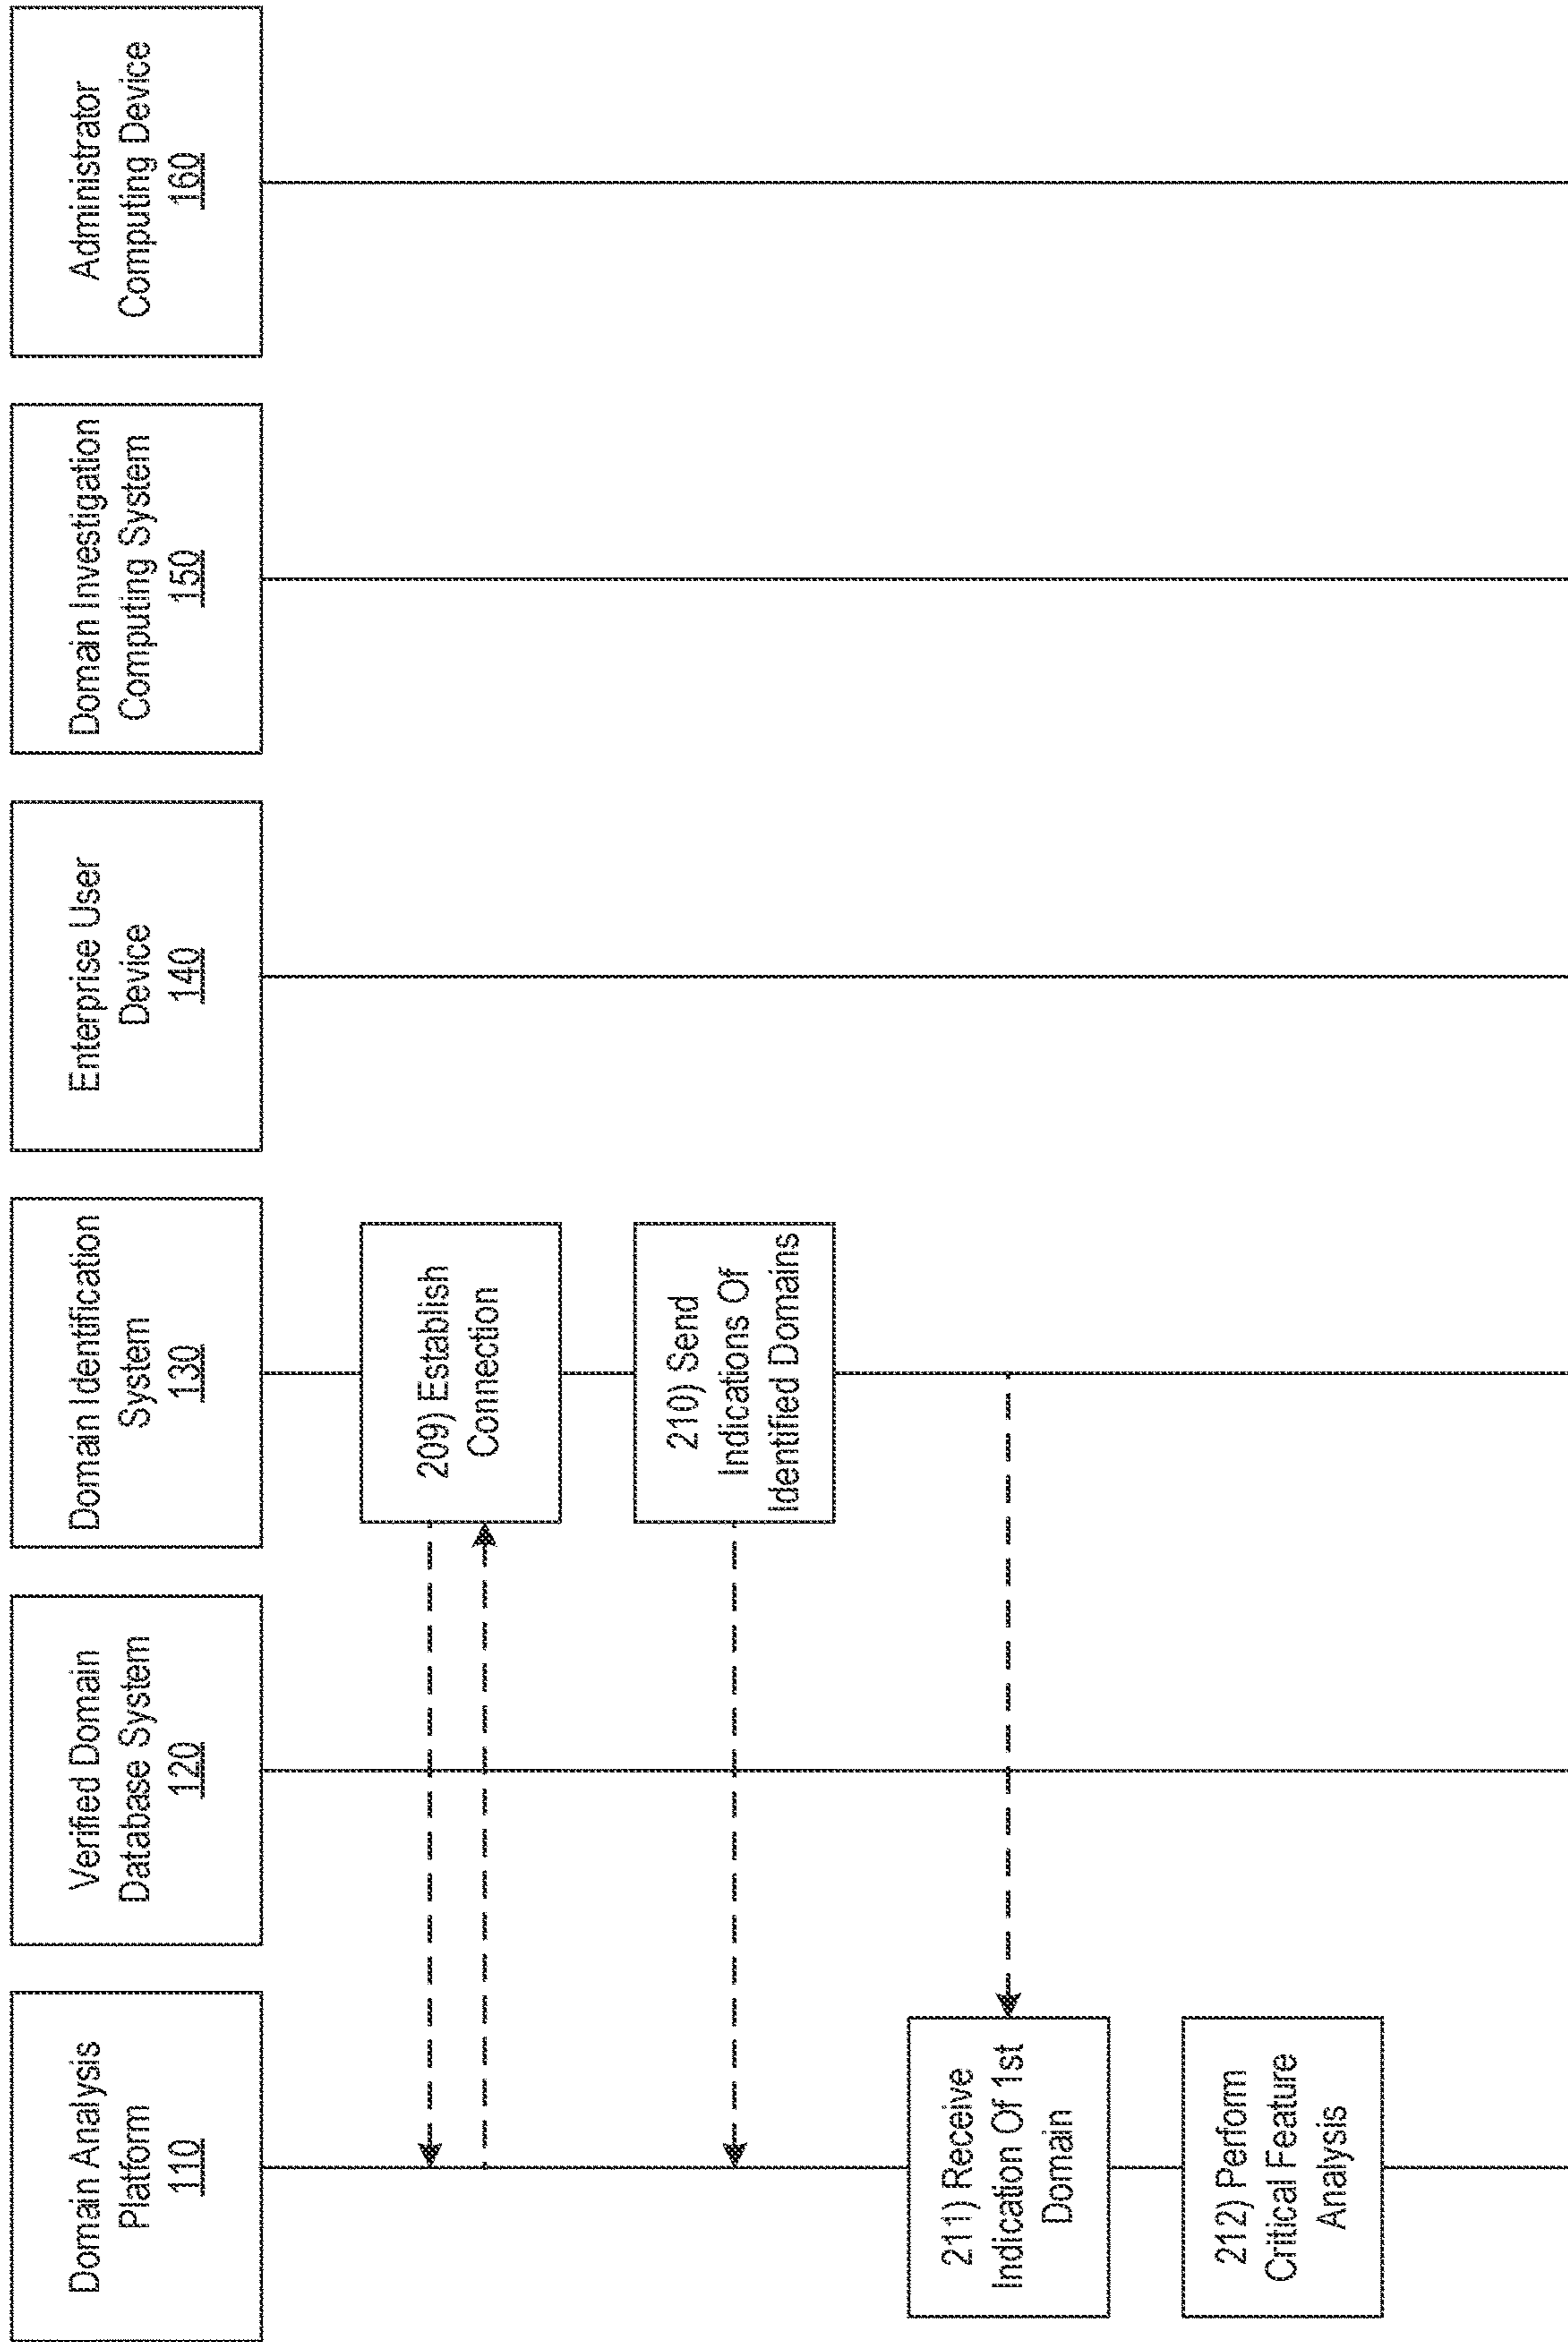 Domain Analysis
Platform
110
Verified Domain
Database System
120
Domain Identification
System
130
Enterprise User
Device
140
Domain Investigation
Computing System
150
Administrator
Computing Device
160
209) Establish
Connection
210) Send
Indications Of
Identified Domains
211) Receive
Indication Of 1st
Domain
212) Perform
Critical Feature
Analysis